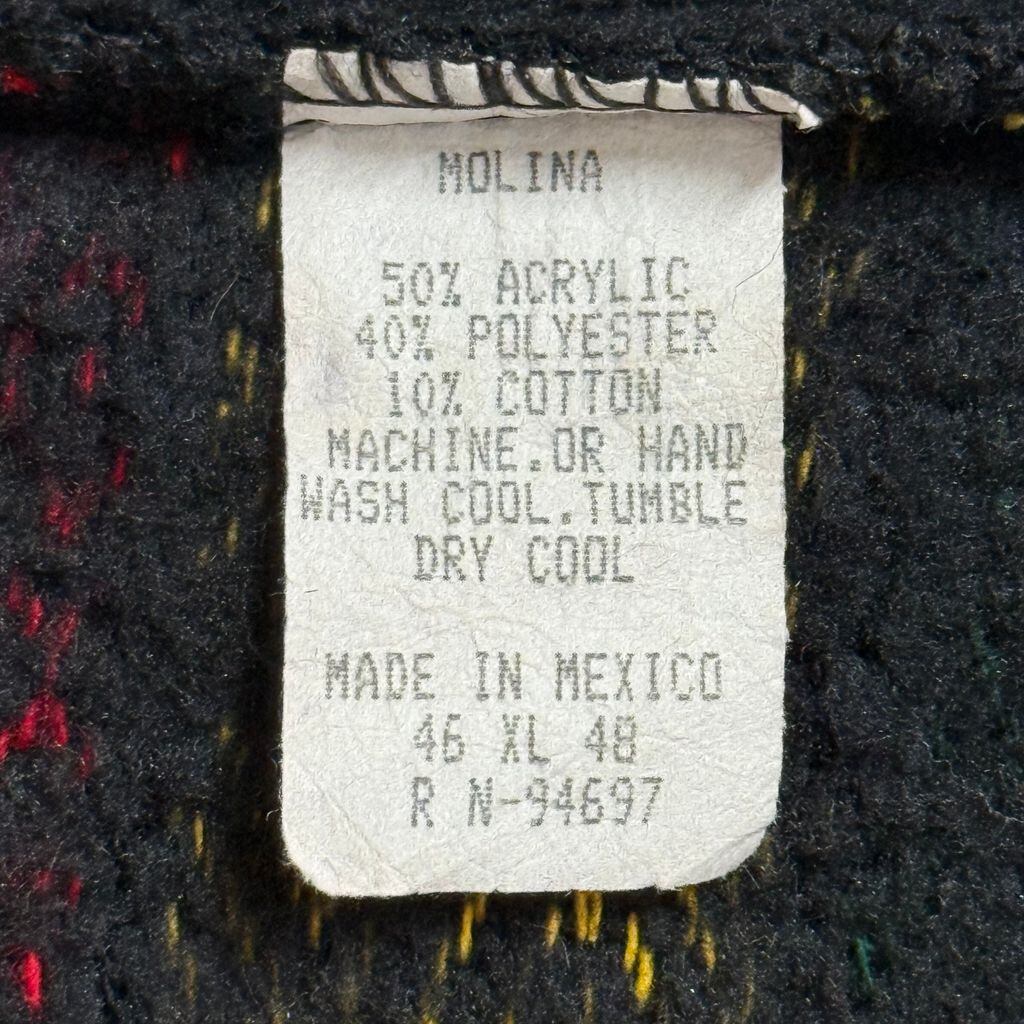 MOLINA
50% ACRYLIC
40% POLYESTER
10% COTTON
MACHINE.OR HAND
WASH COOL.TUMBLE
DRY COOL
MADE IN MEXICO
46 XL 48
R N-94697